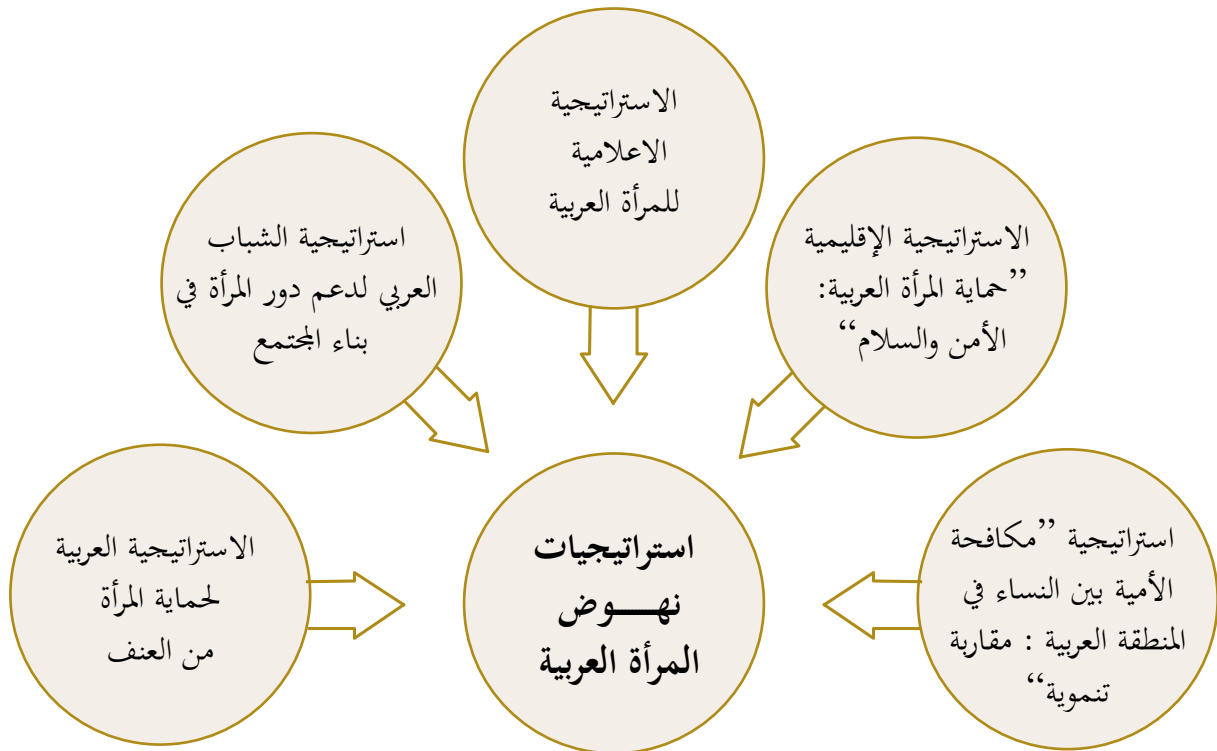 الاستراتيجية
الاعلامية
للمرأة العربية
الاستراتيجية الإقليمية
”حماية المرأة العربية:
الأمن والسلام“
استراتيجية الشباب
العربي لدعم دور المرأة في
بناء المجتمع
استراتيجية ”مكافحة
الأمية بين النساء في
المنطقة العربية : مقاربة
تنموية“
استراتيجيات
نهــــوض
المرأة العربية
الاستراتيجية العربية
لحماية المرأة
من العنف